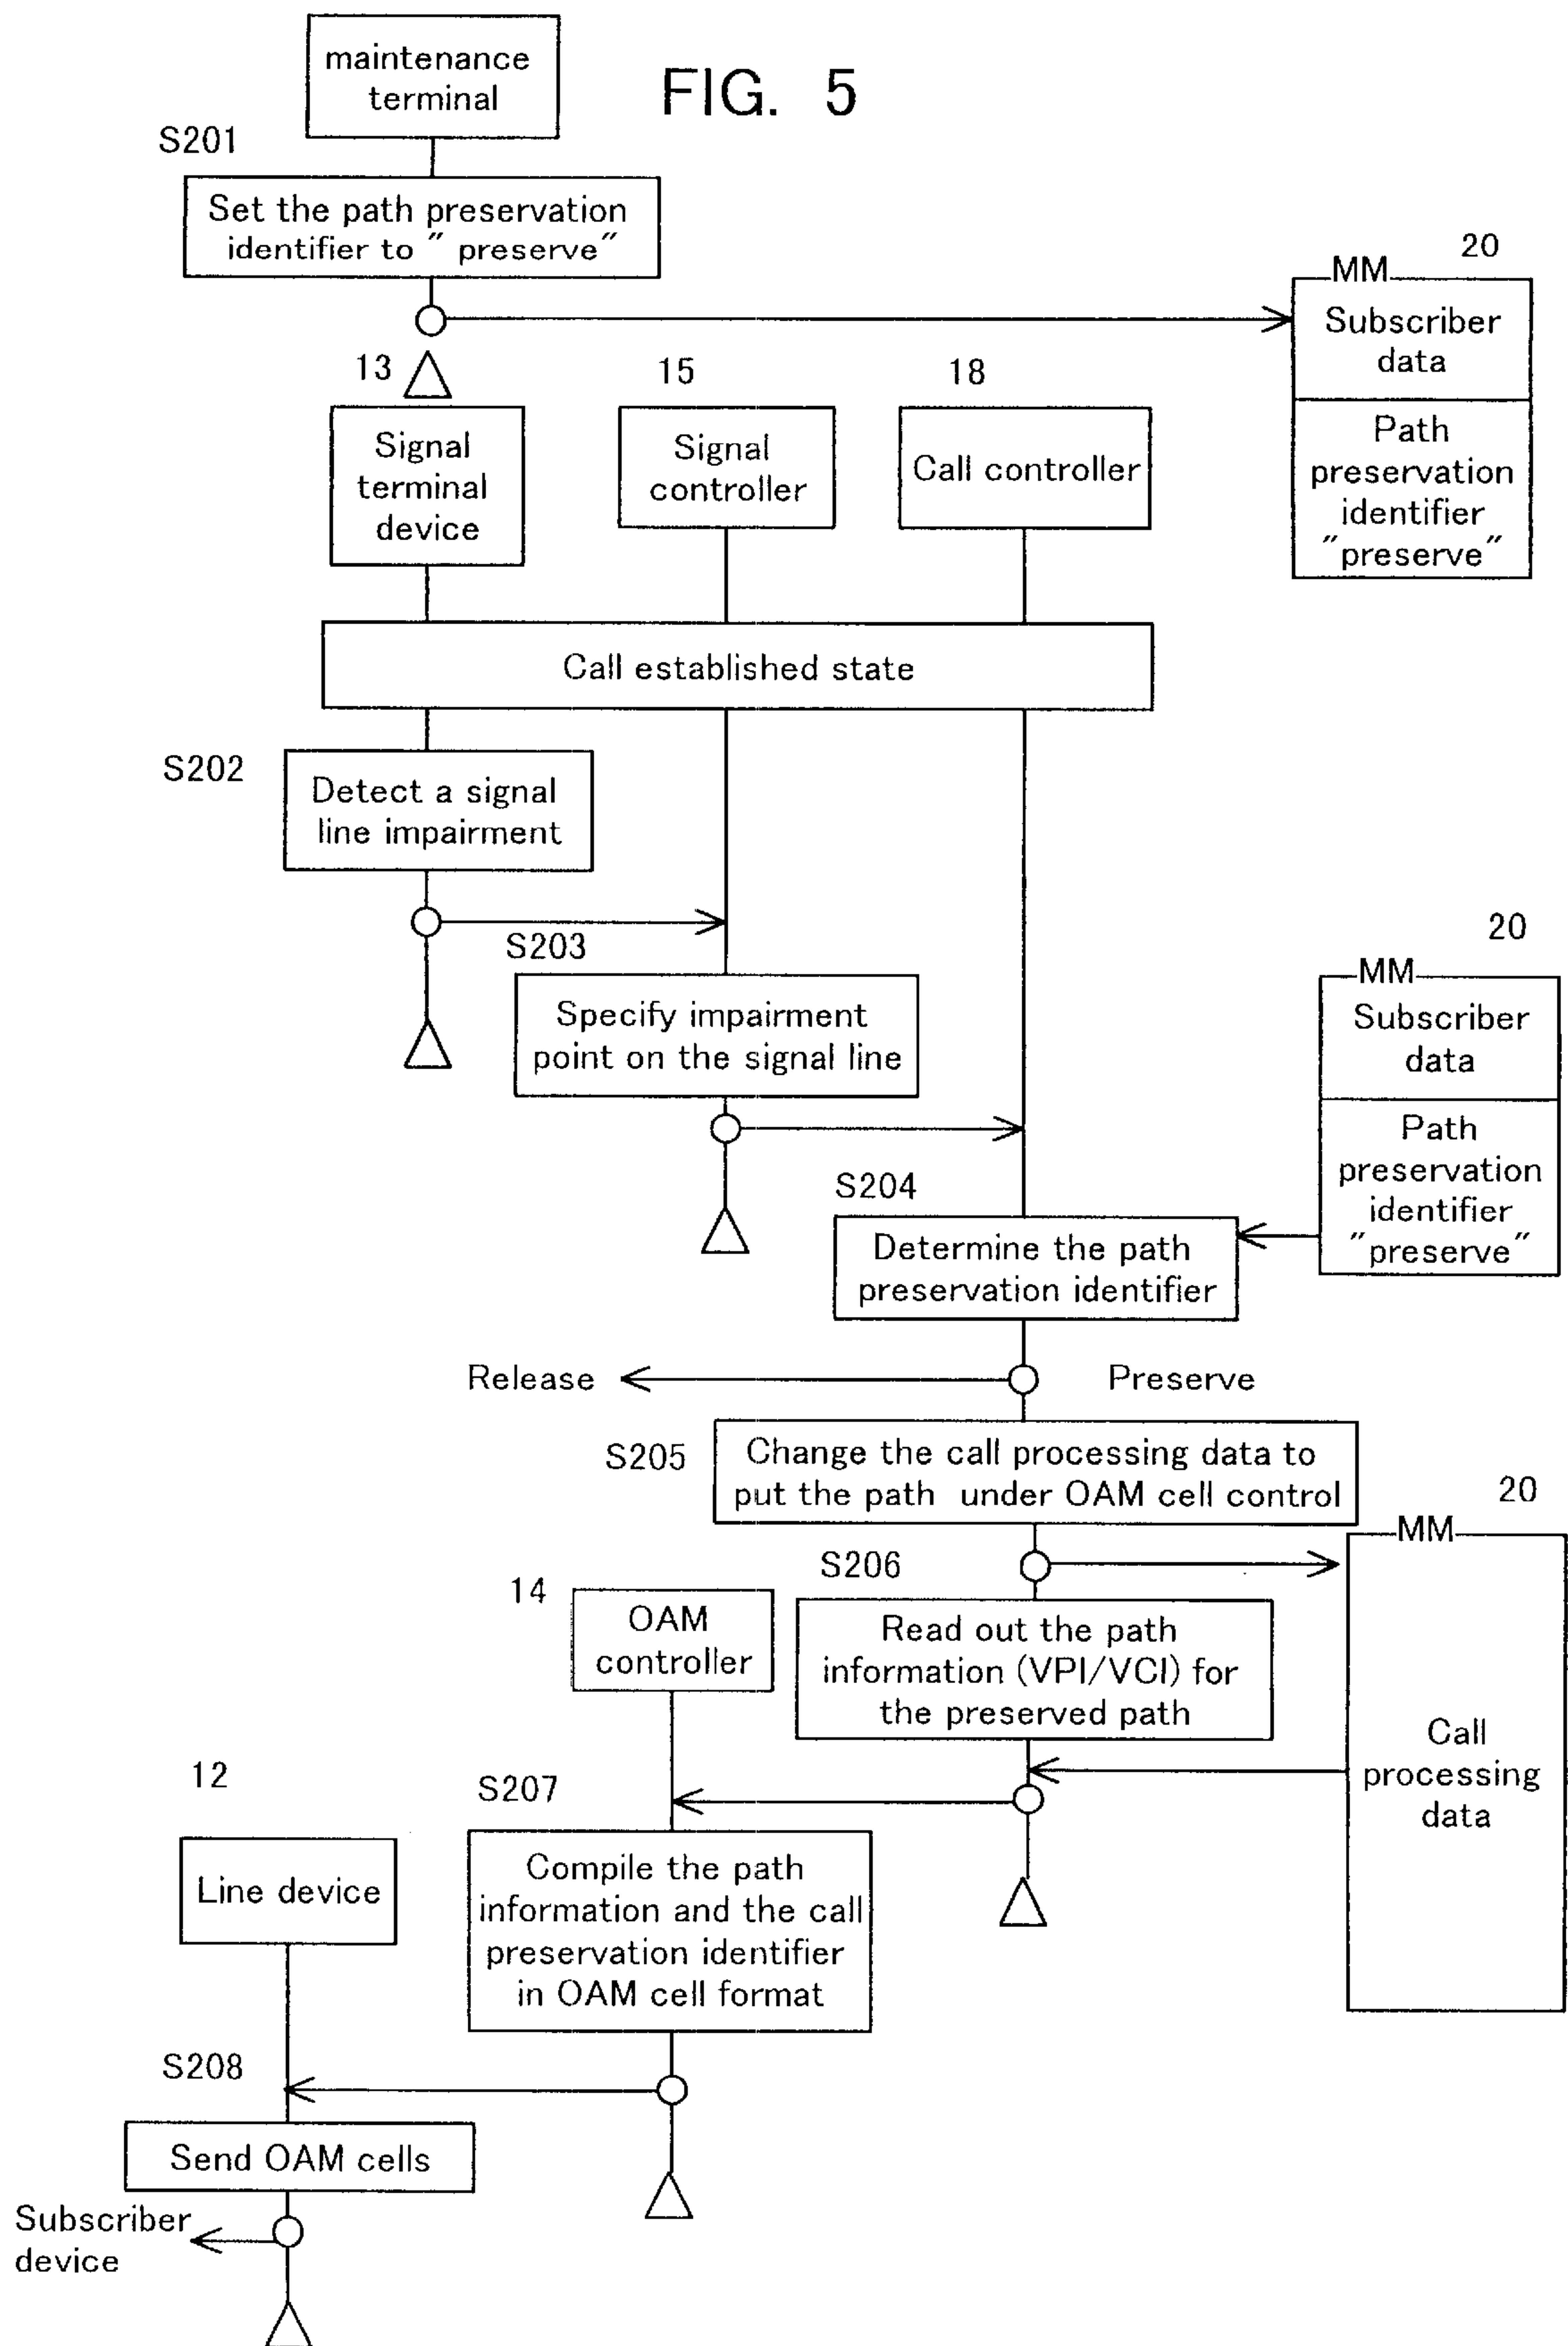 FIG. 5
maintenance
terminal
S201
Set the path preservation
identifier to " preserve"
20
MM
Subscriber
data
Path
preservation
identifier
"preserve"
13
15
18
Signal
terminal
device
Signal
controller
Call controller
Call established state
S202
Detect a signal
line impairment
S203
Specify impairment
point on the signal line
20
MM
Subscriber
data
Path
preservation
identifier
"preserve"
S204
Determine the path
preservation identifier
Release
Preserve
S205
Change the call processing data to
put the path under OAM cell control
20
MM
Call
processing
data
S206
Read out the path
information (VPI/VCI) for
the preserved path
14
OAM
controller
S207
Compile the path
information and the call
preservation identifier
in OAM cell format
12
Line device
S208
Send OAM cells
Subscriber
device